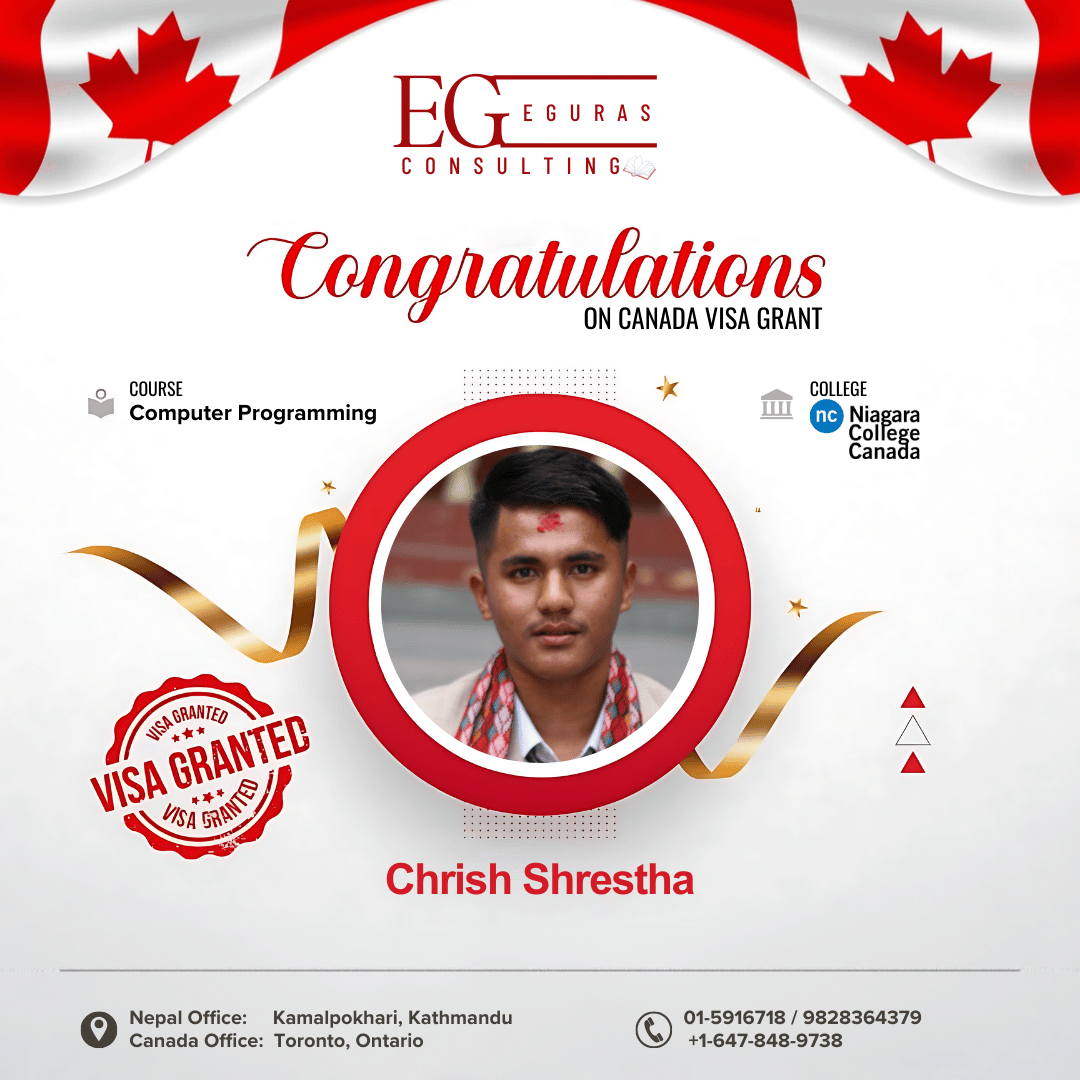 EG EGURAS
CONSULTING
Congratulations
ON CANADA VISA GRANT
COURSE
Computer Programming
COLLEGE
nc Niagara
College
Canada
VISA GRANTED
VISA GRANTED
VISA GRANTED
Chrish Shrestha
Nepal Office: Kamalpokhari, Kathmandu
Canada Office: Toronto, Ontario
01-5916718 / 9828364379
+1-647-848-9738